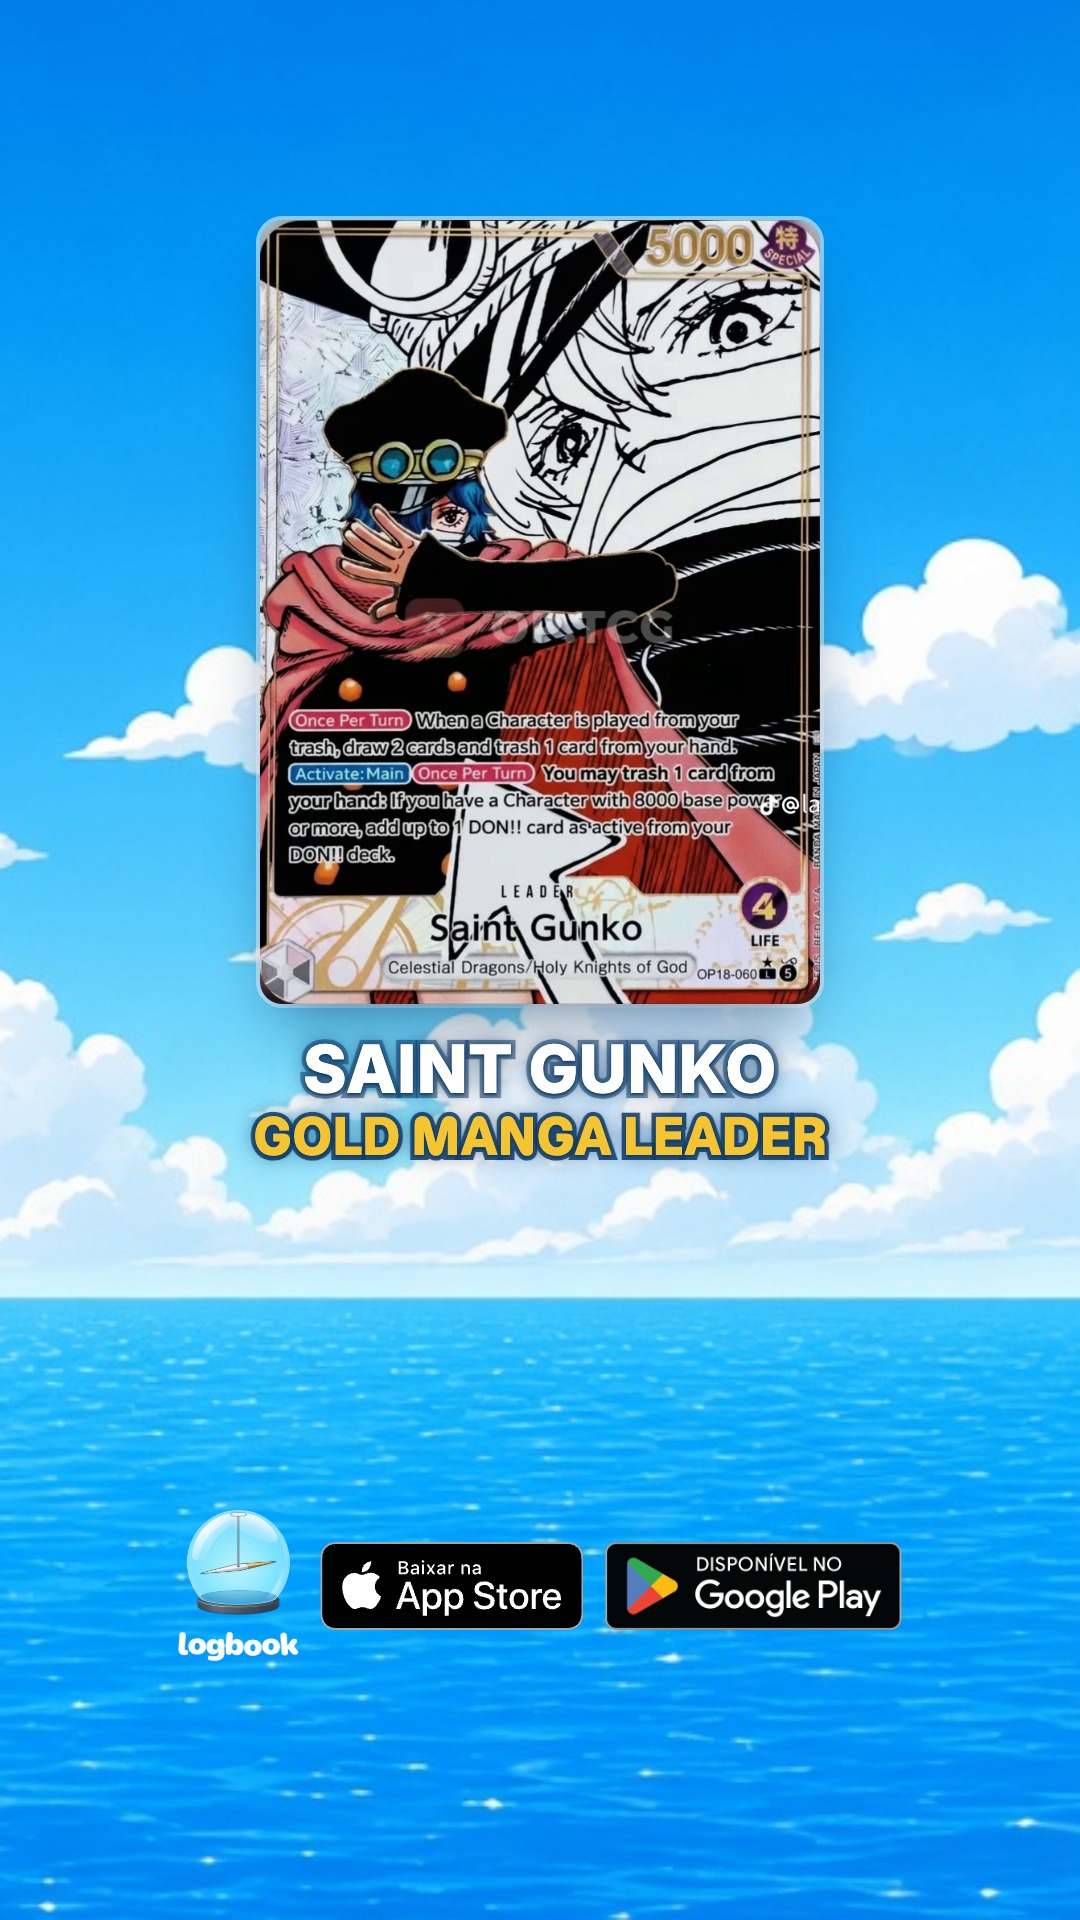 5000
特
SPECIAL
OPTCG
Once Per Turn When a Character is played from your
trash, draw 2 cards and trash 1 card from your hand.
Activate: Main Once Per Turn You may trash 1 card from
your hand: If you have a Character with 8000 base power
@la
or more, add up to 1 DON!! card as active from your
DON!! deck.
LEADER
Saint Gunko
4
LIFE
Celestial Dragons/Holy Knights of God
OP18-060 L 5
SAINT GUNKO
GOLD MANGA LEADER
logbook
Baixar na
App Store
DISPONÍVEL NO
Google Play